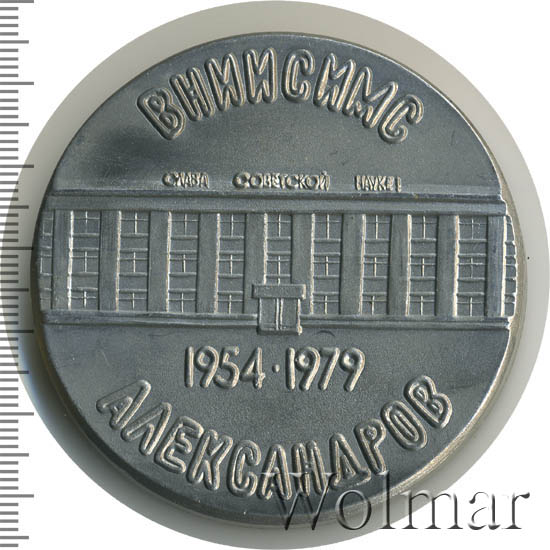 ВНИИСИМС
СЛАВА СОВЕТСКОЙ НАУКЕ!
1954·1979
АЛЕКСАНДРОВ
Wolmar